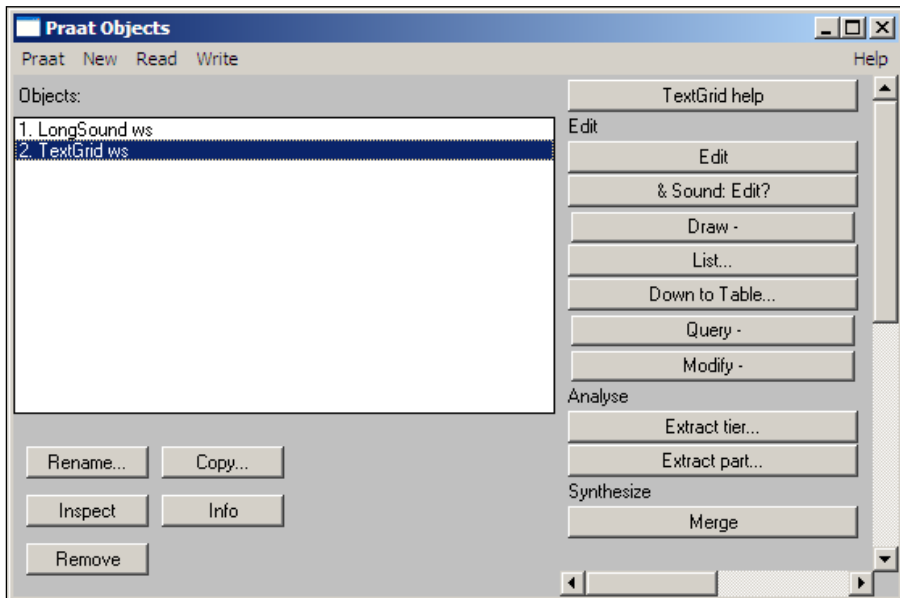 Praat Objects
Praat New Read Write Help
Objects:
1. LongSound ws
2. TextGrid ws
Rename... Copy...
Inspect Info
Remove
TextGrid help
Edit
Edit
& Sound: Edit?
Draw -
List...
Down to Table...
Query -
Modify -
Analyse
Extract tier...
Extract part...
Synthesize
Merge